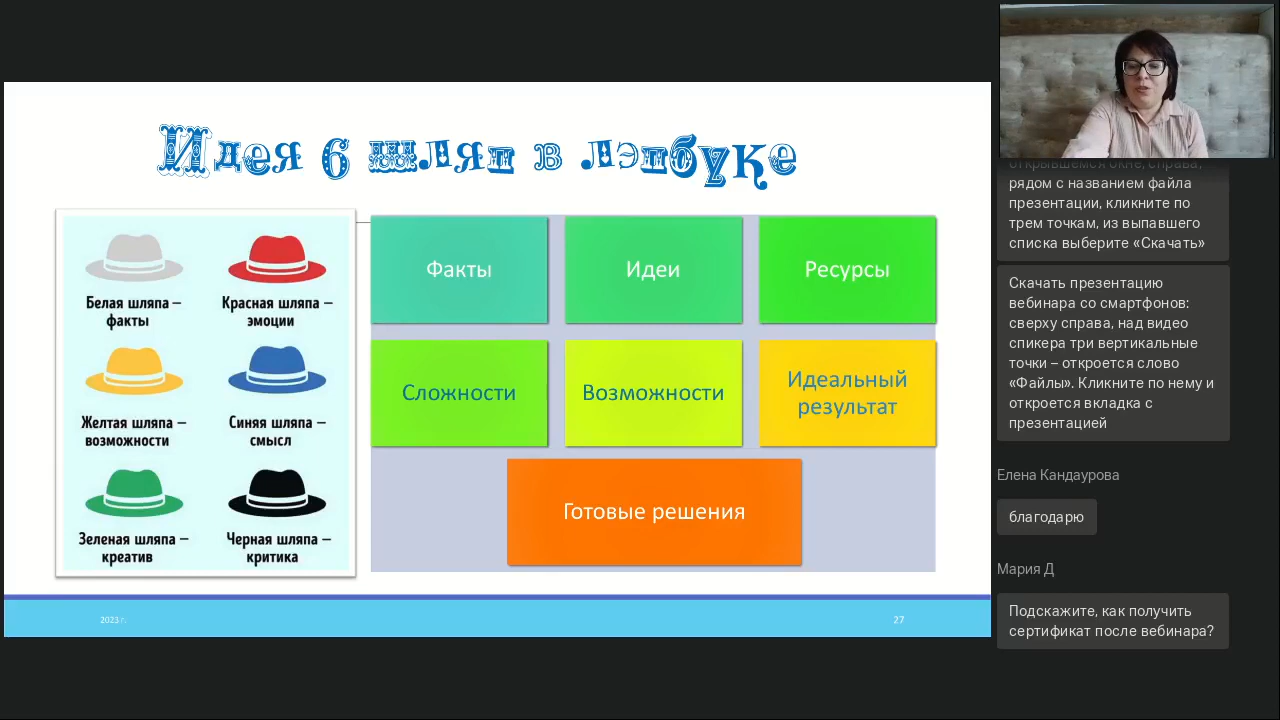 Идея 6 шляп в лэпбуке
Белая шляпа –
факты
Красная шляпа –
эмоции
Желтая шляпа –
возможности
Синяя шляпа –
смысл
Зеленая шляпа –
креатив
Черная шляпа –
критика
Факты
Идеи
Ресурсы
Сложности
Возможности
Идеальный
результат
Готовые решения
2023 г.
27
открывшемся окне, справа,
рядом с названием файла
презентации, кликните по
трем точкам, из выпавшего
списка выберите «Скачать»
Скачать презентацию
вебинара со смартфонов:
сверху справа, над видео
спикера три вертикальные
точки – откроется слово
«Файлы». Кликните по нему и
откроется вкладка с
презентацией
Елена Кандаурова
благодарю
Мария Д
Подскажите, как получить
сертификат после вебинара?